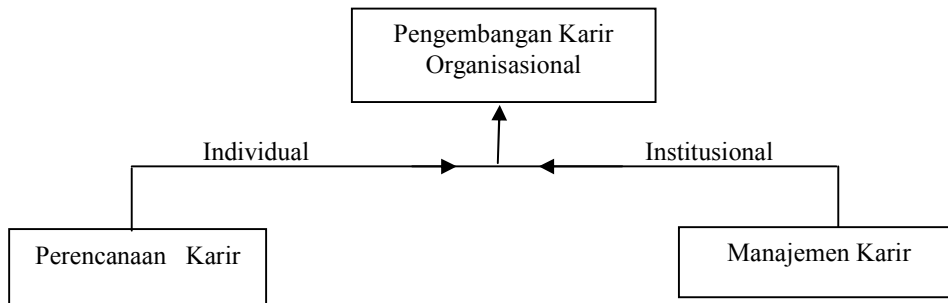 Pengembangan Karir
Organisasional
Individual
Institusional
Perencanaan Karir
Manajemen Karir